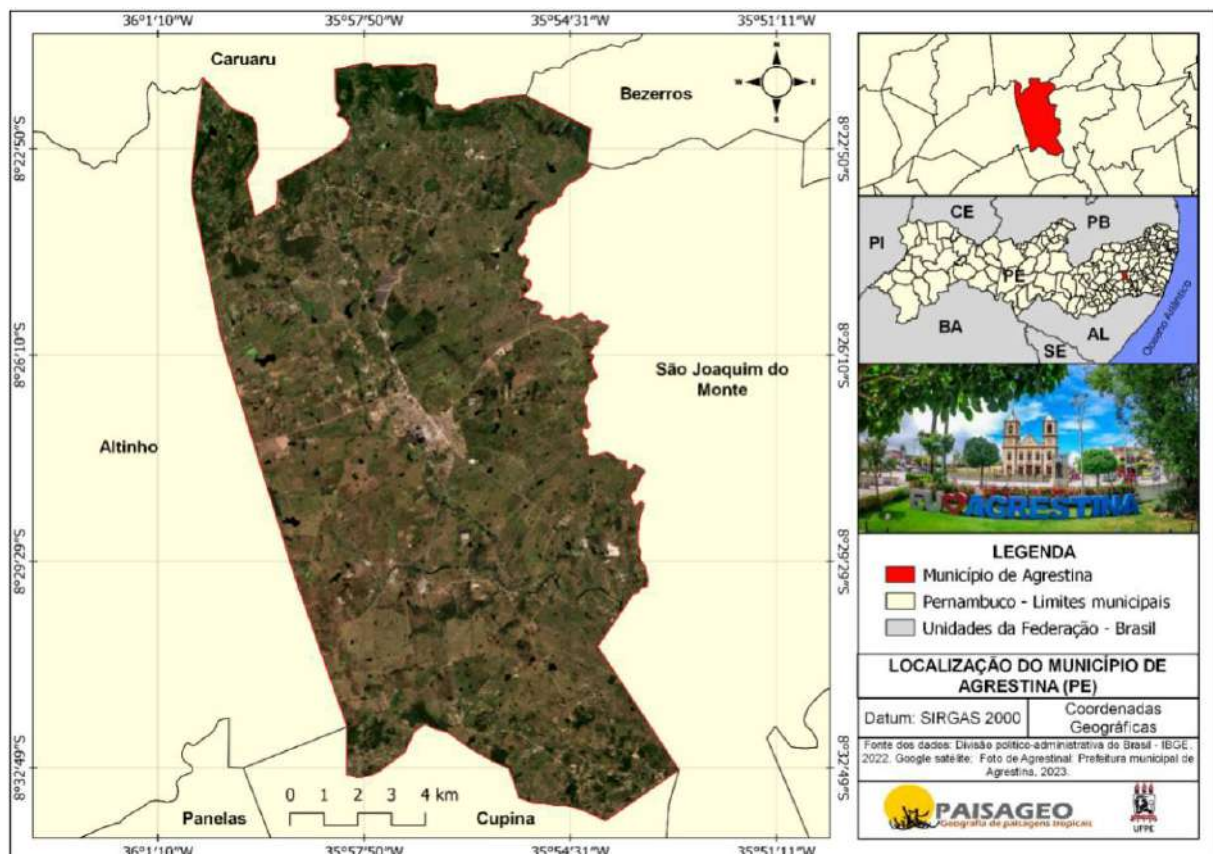 36°1'10"W
35°57'50"W
35°54'31"W
35°51'11"W
Caruaru
Bezerros
N
W
E
S
8°22'50"S
8°22'50"S
8°26'10"S
8°26'10"S
São Joaquim do
Monte
Altinho
8°29'29"S
8°29'29"S
8°32'49"S
8°32'49"S
0 1 2 3 4 km
Panelas
Cupina
36°1'10"W
35°57'50"W
35°54'31"W
35°51'11"W
CE
PB
PI
PE
BA
AL
SE
Oceano Atlântico
AGRESTINA
LEGENDA
Município de Agrestina
Pernambuco - Limites municipais
Unidades da Federação - Brasil
LOCALIZAÇÃO DO MUNICÍPIO DE
AGRESTINA (PE)
Datum: SIRGAS 2000
Coordenadas
Geográficas
Fonte dos dados: Divisão político-administrativa do Brasil - IBGE,
2022. Google satélite; Foto de Agrestinal: Prefeitura municipal de
Agrestina, 2023.
PAISAGEO
Geografia de paisagens tropicais
UFPE